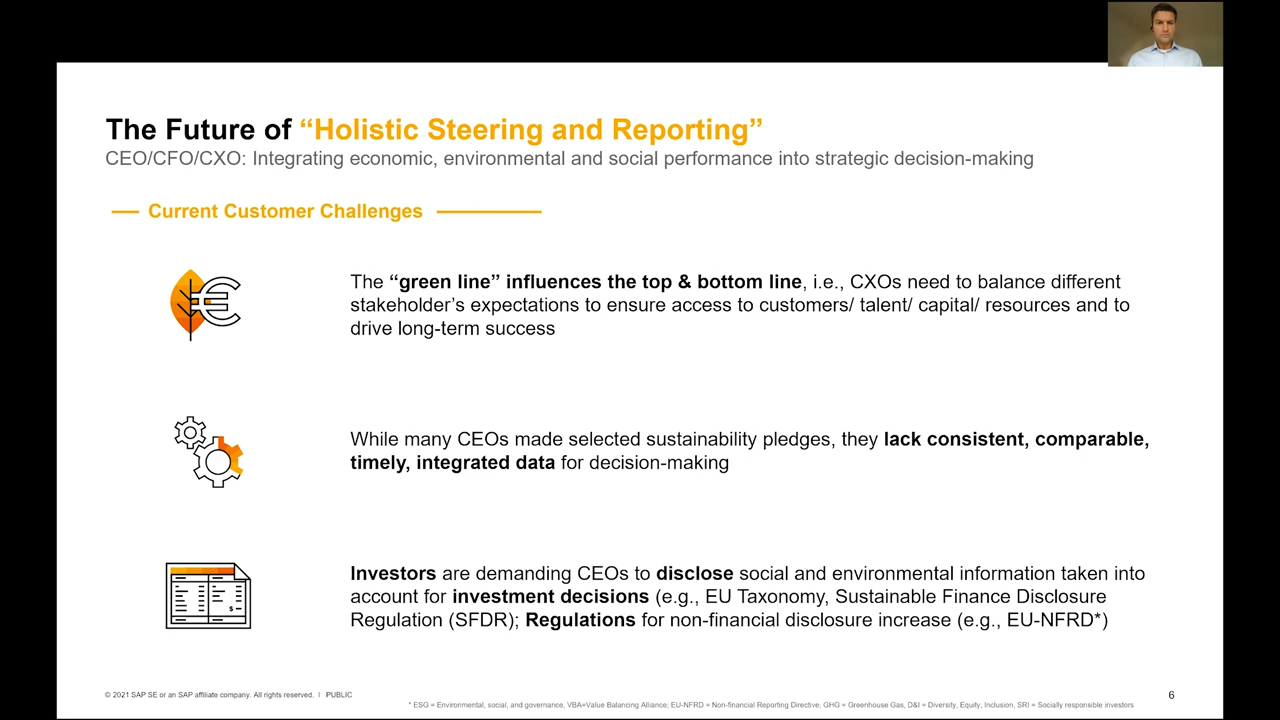 The Future of “Holistic Steering and Reporting”
CEO/CFO/CXO: Integrating economic, environmental and social performance into strategic decision-making
Current Customer Challenges
The “green line” influences the top & bottom line, i.e., CXOs need to balance different
stakeholder’s expectations to ensure access to customers/ talent/ capital/ resources and to
drive long-term success
While many CEOs made selected sustainability pledges, they lack consistent, comparable,
timely, integrated data for decision-making
Investors are demanding CEOs to disclose social and environmental information taken into
account for investment decisions (e.g., EU Taxonomy, Sustainable Finance Disclosure
Regulation (SFDR); Regulations for non-financial disclosure increase (e.g., EU-NFRD*)
© 2021 SAP SE or an SAP affiliate company. All rights reserved. | PUBLIC
6
* ESG = Environmental, social, and governance, VBA=Value Balancing Alliance; EU-NFRD = Non-financial Reporting Directive; GHG = Greenhouse Gas, D&I = Diversity, Equity, Inclusion, SRI = Socially responsible investors